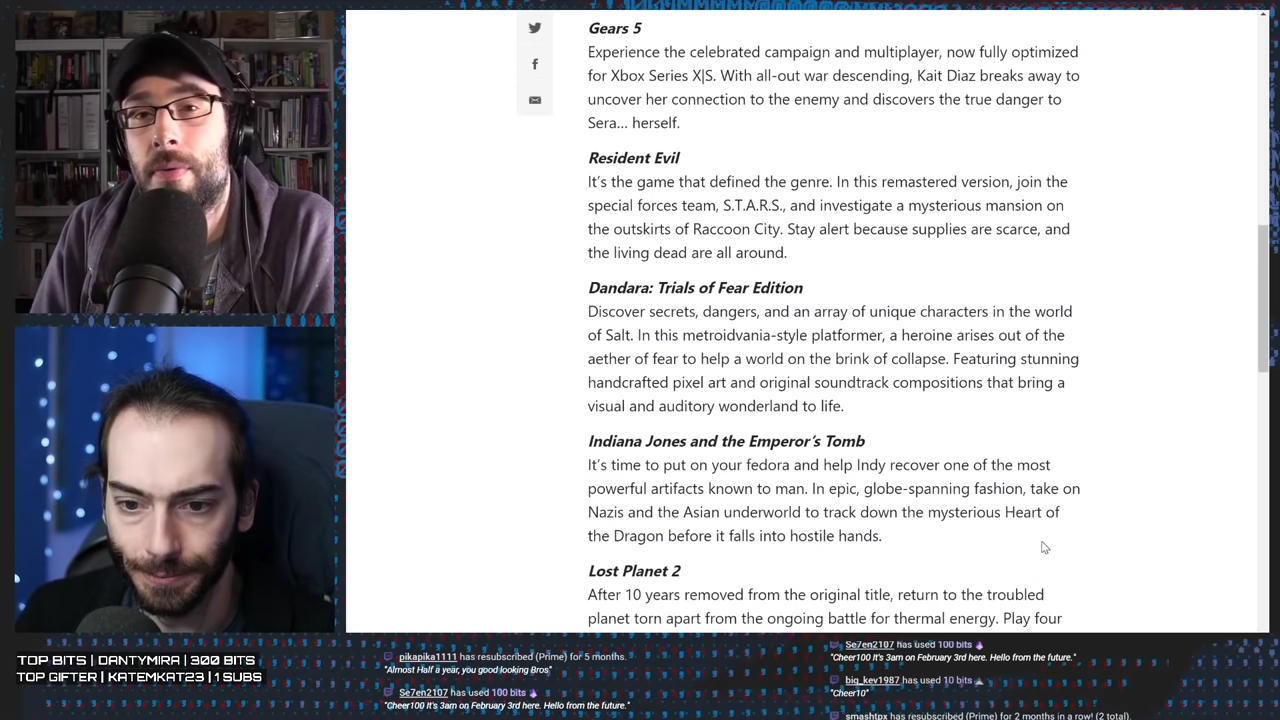 Gears 5
Experience the celebrated campaign and multiplayer, now fully optimized
for Xbox Series X|S. With all-out war descending, Kait Diaz breaks away to
uncover her connection to the enemy and discovers the true danger to
Sera… herself.
Resident Evil
It’s the game that defined the genre. In this remastered version, join the
special forces team, S.T.A.R.S., and investigate a mysterious mansion on
the outskirts of Raccoon City. Stay alert because supplies are scarce, and
the living dead are all around.
Dandara: Trials of Fear Edition
Discover secrets, dangers, and an array of unique characters in the world
of Salt. In this metroidvania-style platformer, a heroine arises out of the
aether of fear to help a world on the brink of collapse. Featuring stunning
handcrafted pixel art and original soundtrack compositions that bring a
visual and auditory wonderland to life.
Indiana Jones and the Emperor’s Tomb
It’s time to put on your fedora and help Indy recover one of the most
powerful artifacts known to man. In epic, globe-spanning fashion, take on
Nazis and the Asian underworld to track down the mysterious Heart of
the Dragon before it falls into hostile hands.
Lost Planet 2
After 10 years removed from the original title, return to the troubled
planet torn apart from the ongoing battle for thermal energy. Play four
TOP BITS | DANTYMIRA | 300 BITS
TOP GIFTER | KATEMKAT23 | 1 SUBS
pikapika1111 has resubscribed (Prime) for 5 months.
"Almost Half a year, you good looking Bros"
Se7en2107 has used 100 bits
"Cheer100 It's 3am on February 3rd here. Hello from the future."
Se7en2107 has used 100 bits
"Cheer100 It's 3am on February 3rd here. Hello from the future."
big_kev1987 has used 10 bits
"Cheer10"
smashtpx has resubscribed (Prime) for 2 months in a row! (2 total).